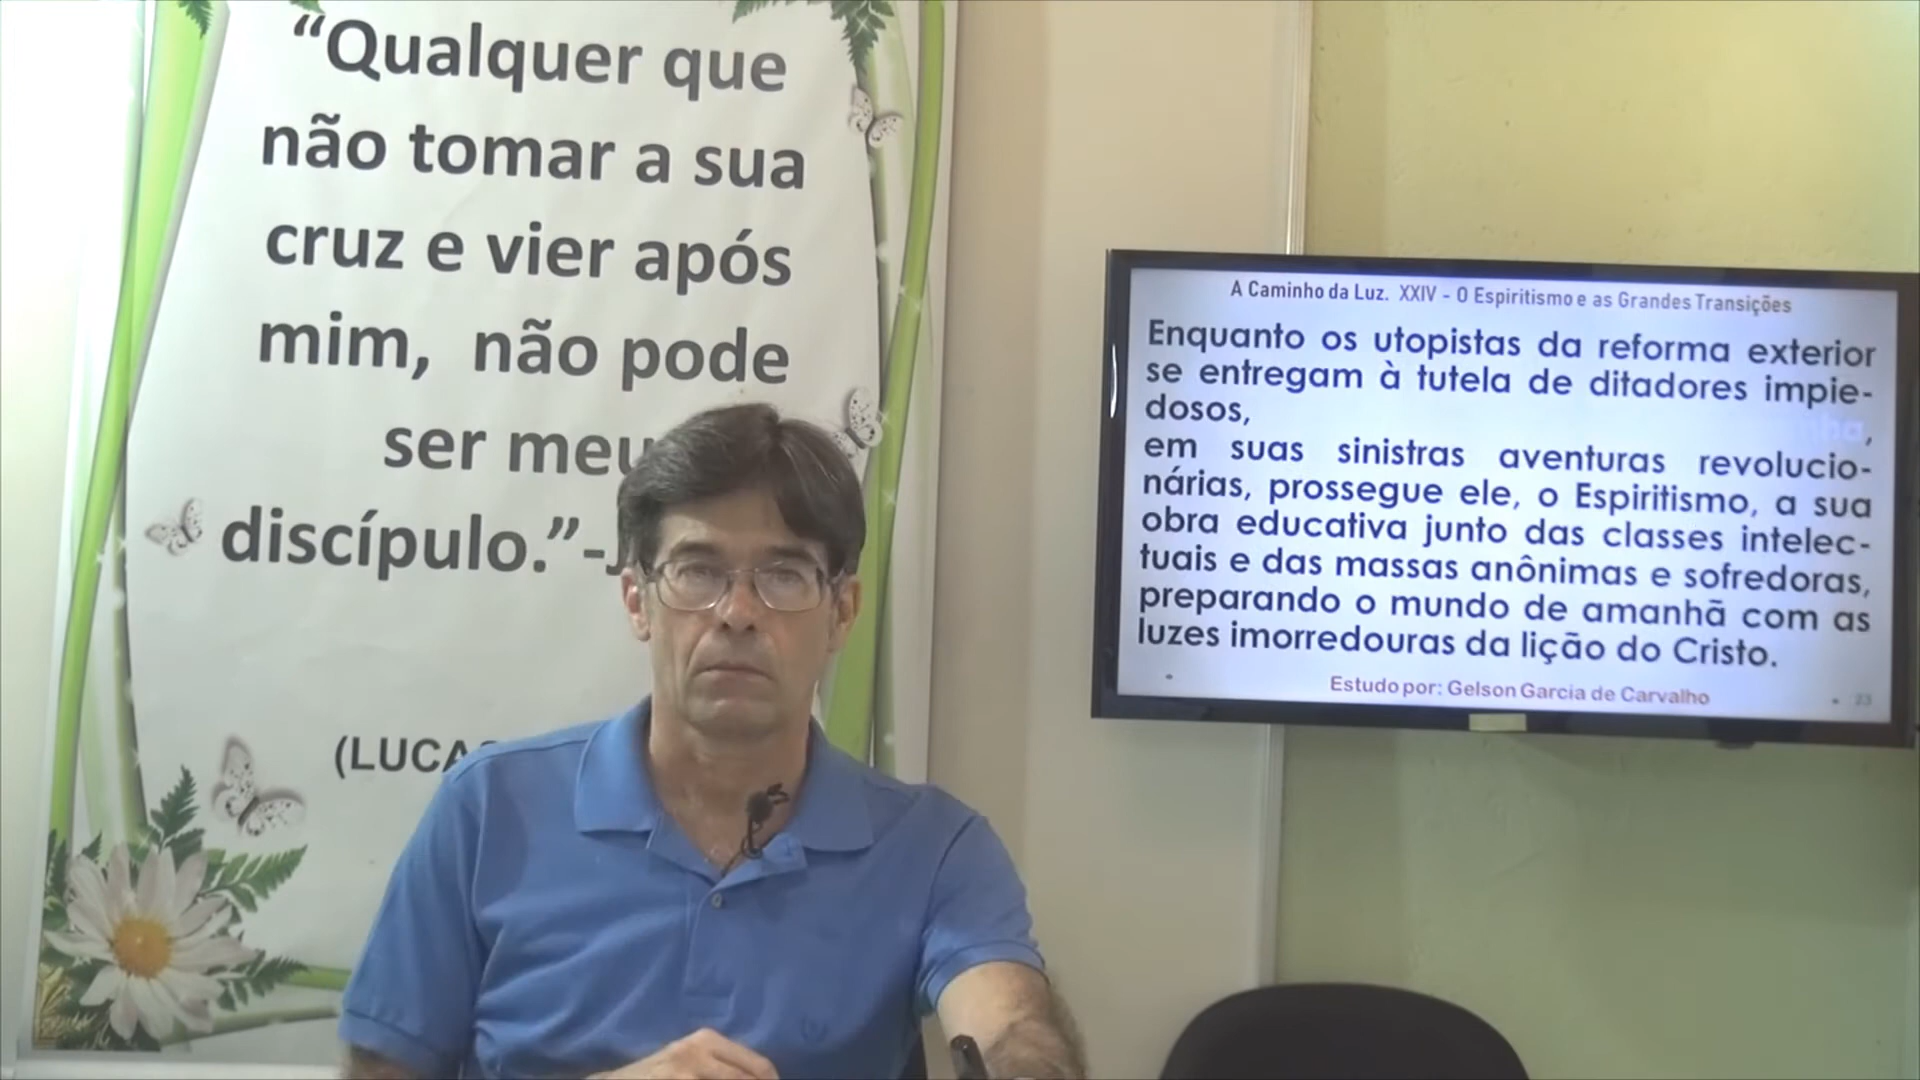 “Qualquer que
não tomar a sua
cruz e vier após
mim, não pode
ser meu
discípulo.”-J
(LUCAS
A Caminho da Luz. XXIV - O Espiritismo e as Grandes Transições
Enquanto os utopistas da reforma exterior
se entregam à tutela de ditadores impie-
dosos,
em suas sinistras aventuras revolucio-
nárias, prossegue ele, o Espiritismo, a sua
obra educativa junto das classes intelec-
tuais e das massas anônimas e sofredoras,
preparando o mundo de amanhã com as
luzes imorredouras da lição do Cristo.
Estudo por: Gelson Garcia de Carvalho
23